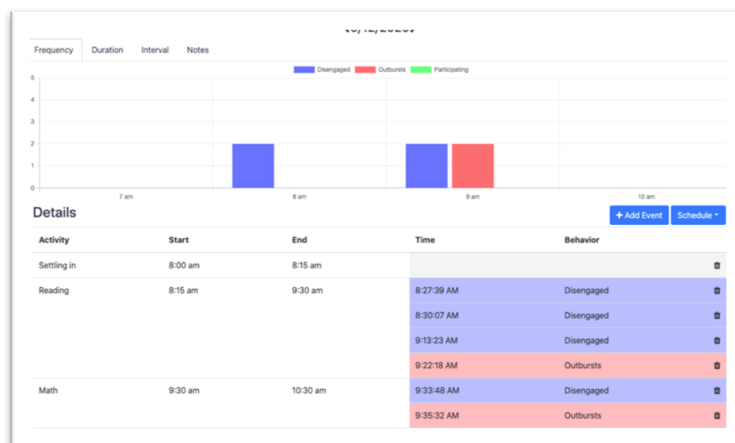 Frequency Duration Interval Notes
Disengaged Outbursts Participating
5
4
3
2
1
0
7 am 8 am 9 am 10 am
Details
+ Add Event Schedule
Activity Start End Time Behavior
Settling in 8:00 am 8:15 am
Reading 8:15 am 9:30 am 8:27:39 AM Disengaged
8:30:07 AM Disengaged
9:13:23 AM Disengaged
9:22:18 AM Outbursts
Math 9:30 am 10:30 am 9:33:48 AM Disengaged
9:35:32 AM Outbursts